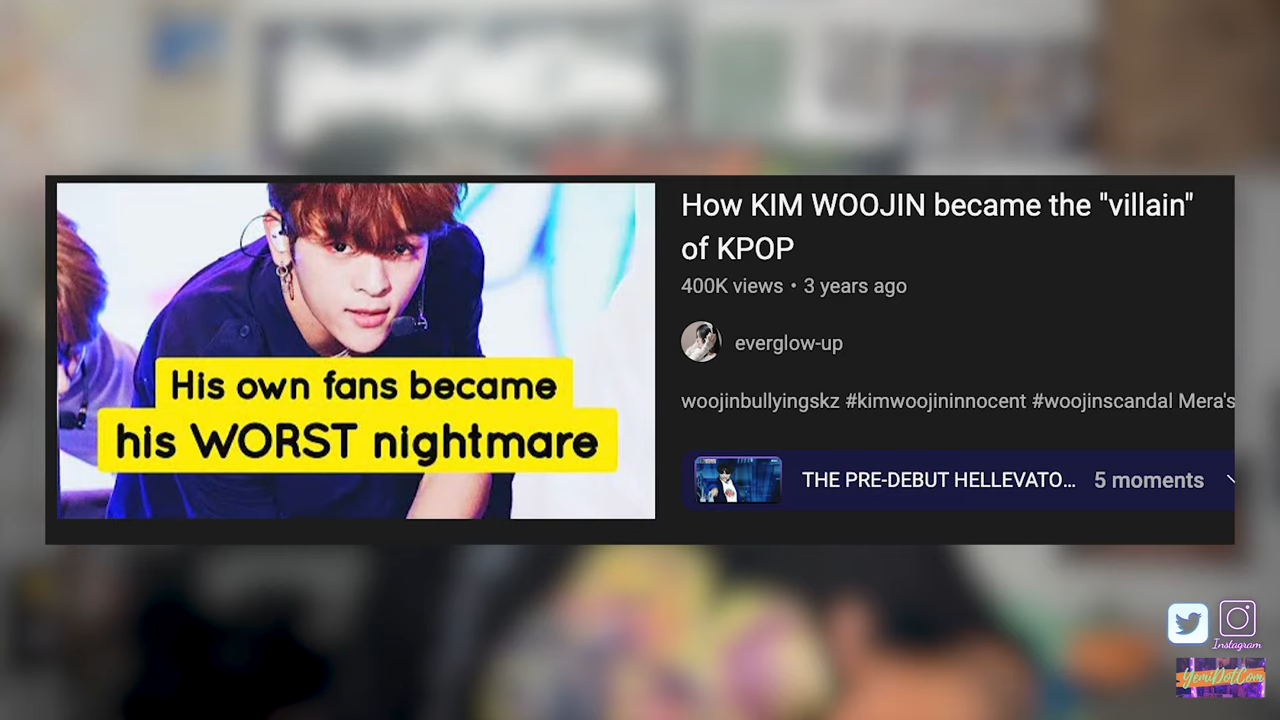 How KIM WOOJIN became the "villain"
of KPOP
400K views • 3 years ago
everglow-up
woojinbullyingskz #kimwoojininnocent #woojinscandal Mera's
THE PRE-DEBUT HELLEVATO... 5 moments
His own fans became
his WORST nightmare
Instagram
YemiDotCom